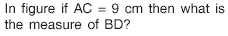 In figure if AC = 9 cm then what is
the measure of BD?